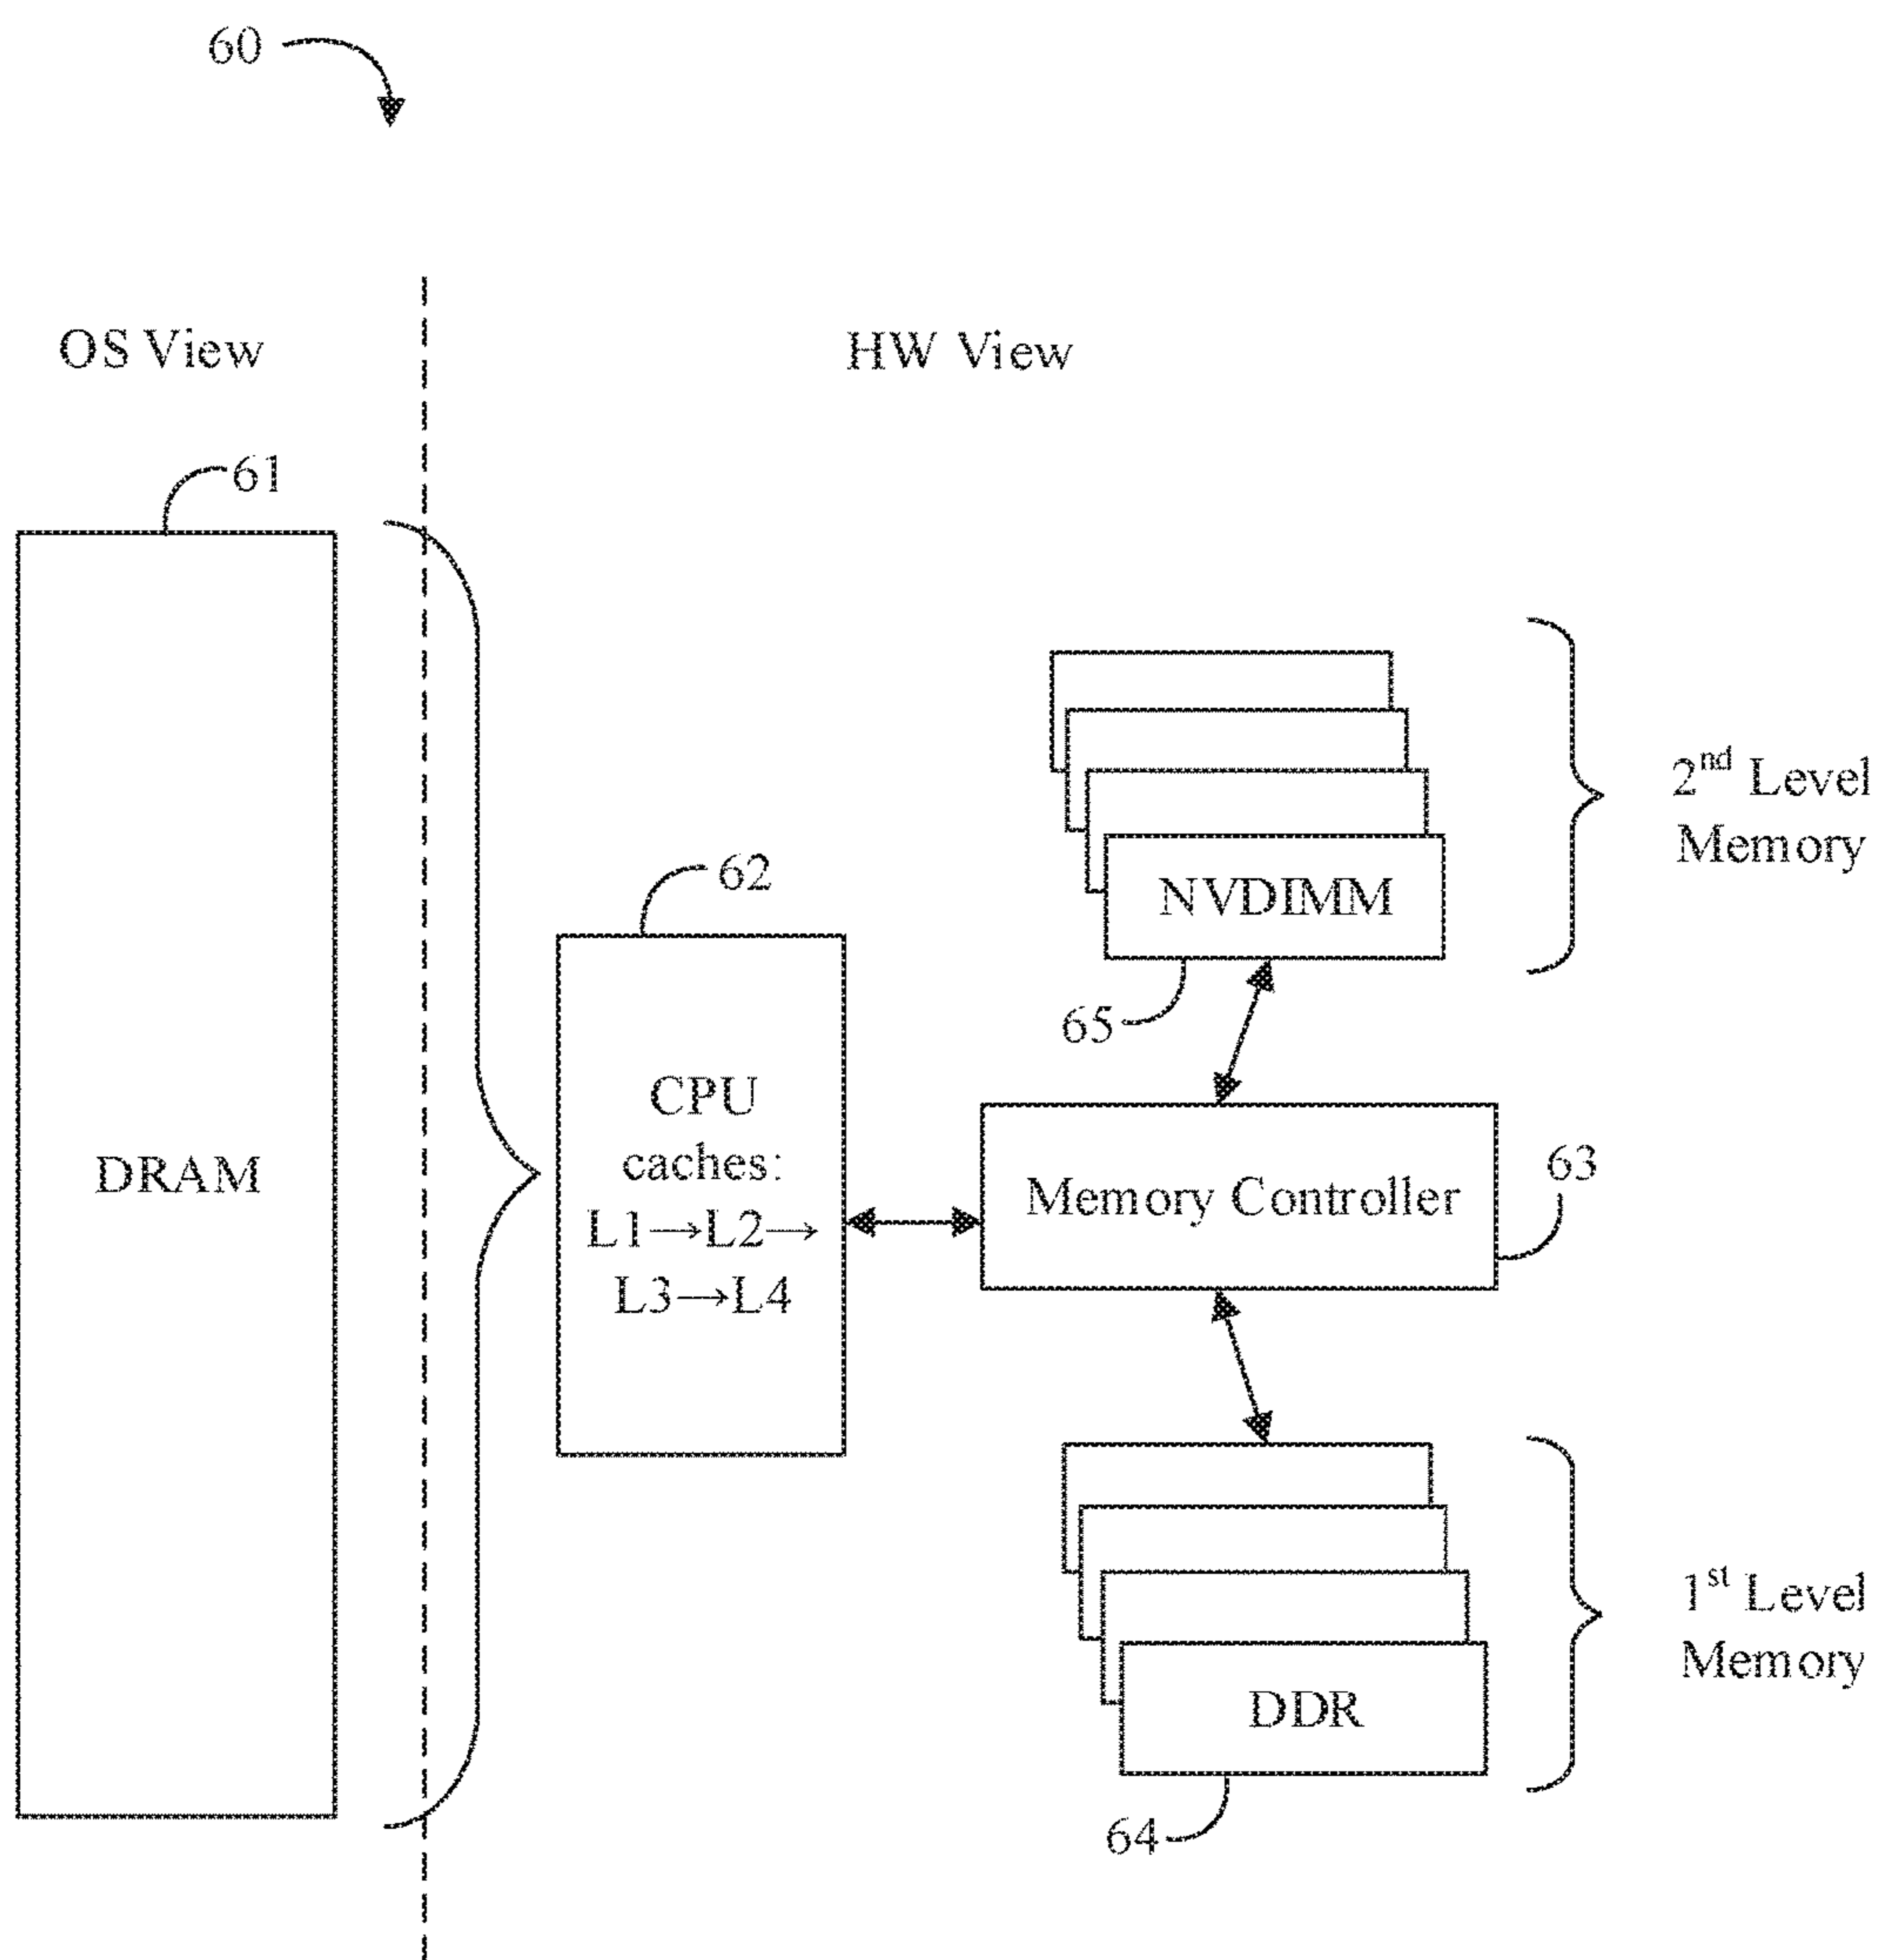 60
OS View
HW View
61
DRAM
62
CPU
caches:
L1→L2→
L3→L4
2nd Level
Memory
NVDIMM
65
Memory Controller
63
1st Level
Memory
DDR
64